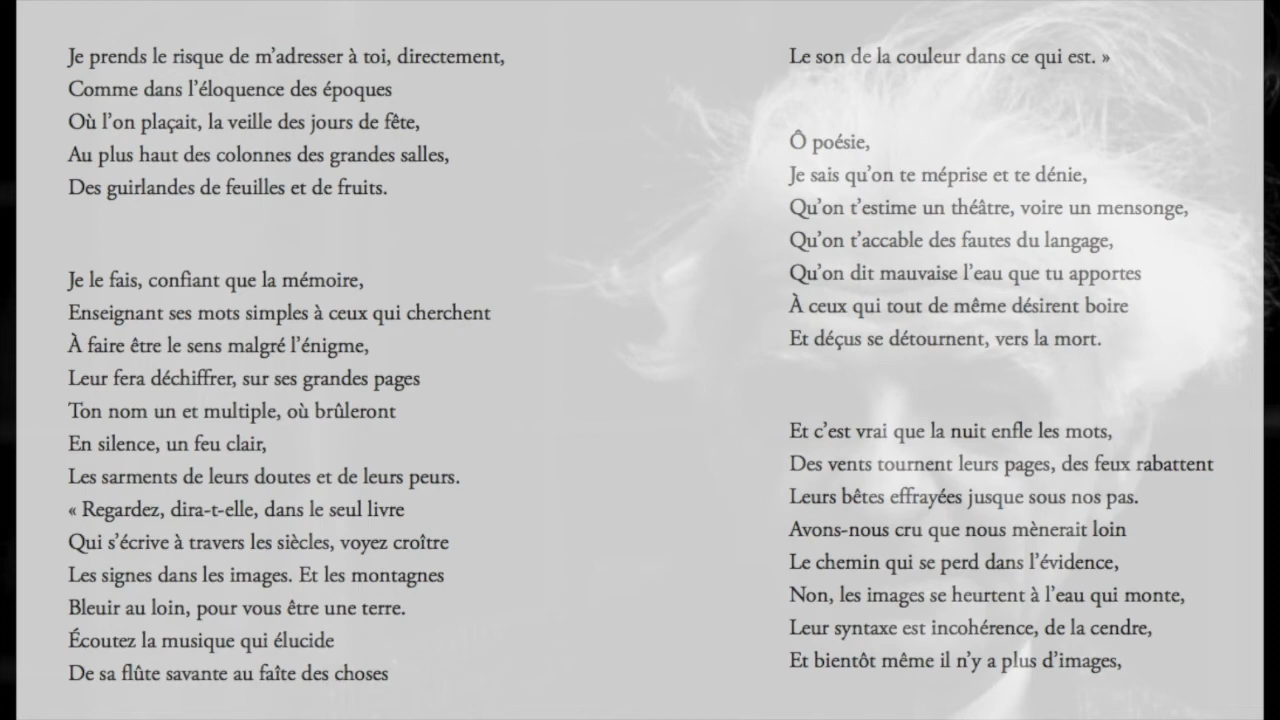 Je prends le risque de m’adresser à toi, directement,
Comme dans l’éloquence des époques
Où l’on plaçait, la veille des jours de fête,
Au plus haut des colonnes des grandes salles,
Des guirlandes de feuilles et de fruits.
Je le fais, confiant que la mémoire,
Enseignant ses mots simples à ceux qui cherchent
À faire être le sens malgré l’énigme,
Leur fera déchiffrer, sur ses grandes pages
Ton nom un et multiple, où brûleront
En silence, un feu clair,
Les sarments de leurs doutes et de leurs peurs.
« Regardez, dira-t-elle, dans le seul livre
Qui s’écrive à travers les siècles, voyez croître
Les signes dans les images. Et les montagnes
Bleuir au loin, pour vous être une terre.
Écoutez la musique qui élucide
De sa flûte savante au faîte des choses
Le son de la couleur dans ce qui est. »
Ô poésie,
Je sais qu’on te méprise et te dénie,
Qu’on t’estime un théâtre, voire un mensonge,
Qu’on t’accable des fautes du langage,
Qu’on dit mauvaise l’eau que tu apportes
À ceux qui tout de même désirent boire
Et déçus se détournent, vers la mort.
Et c’est vrai que la nuit enfle les mots,
Des vents tournent leurs pages, des feux rabattent
Leurs bêtes effrayées jusque sous nos pas.
Avons-nous cru que nous mènerait loin
Le chemin qui se perd dans l’évidence,
Non, les images se heurtent à l’eau qui monte,
Leur syntaxe est incohérence, de la cendre,
Et bientôt même il n’y a plus d’images,